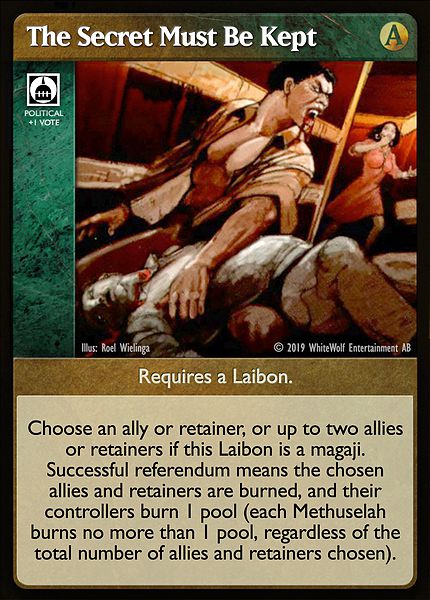 The Secret Must Be Kept
A
POLITICAL
+1 VOTE
Illus: Roel Wielinga
© 2019 WhiteWolf Entertainment AB
Requires a Laibon.
Choose an ally or retainer, or up to two allies
or retainers if this Laibon is a magaji.
Successful referendum means the chosen
allies and retainers are burned, and their
controllers burn 1 pool (each Methuselah
burns no more than 1 pool, regardless of the
total number of allies and retainers chosen).